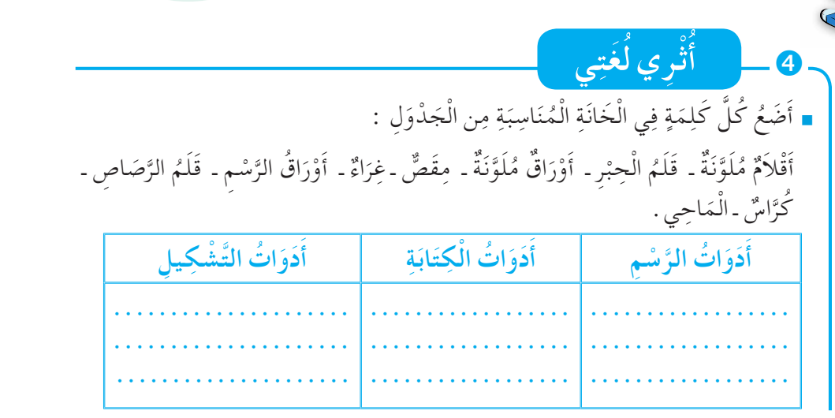 4 أُثْرِي لُغَتِي
▪ أَضَعُ كُلَّ كَلِمَةٍ فِي الْخَانَةِ الْمُنَاسِبَةِ مِن الْجَدْوَلِ :
أَقْلاَمٌ مُلَوَّنَةٌ ـ قَلَمُ الْحِبْرِ ـ أَوْرَاقٌ مُلَوَّنَةٌ ـ مِقَصٌّ ـ غِرَاءٌ ـ أَوْرَاقُ الرَّسْمِ ـ قَلَمُ الرَّصَاصِ ـ
كُرَّاسٌ ـ الْمَاحِي .
أَدَوَاتُ الرَّسْمِ أَدَوَاتُ الْكِتَابَةِ أَدَوَاتُ التَّشْكِيلِ